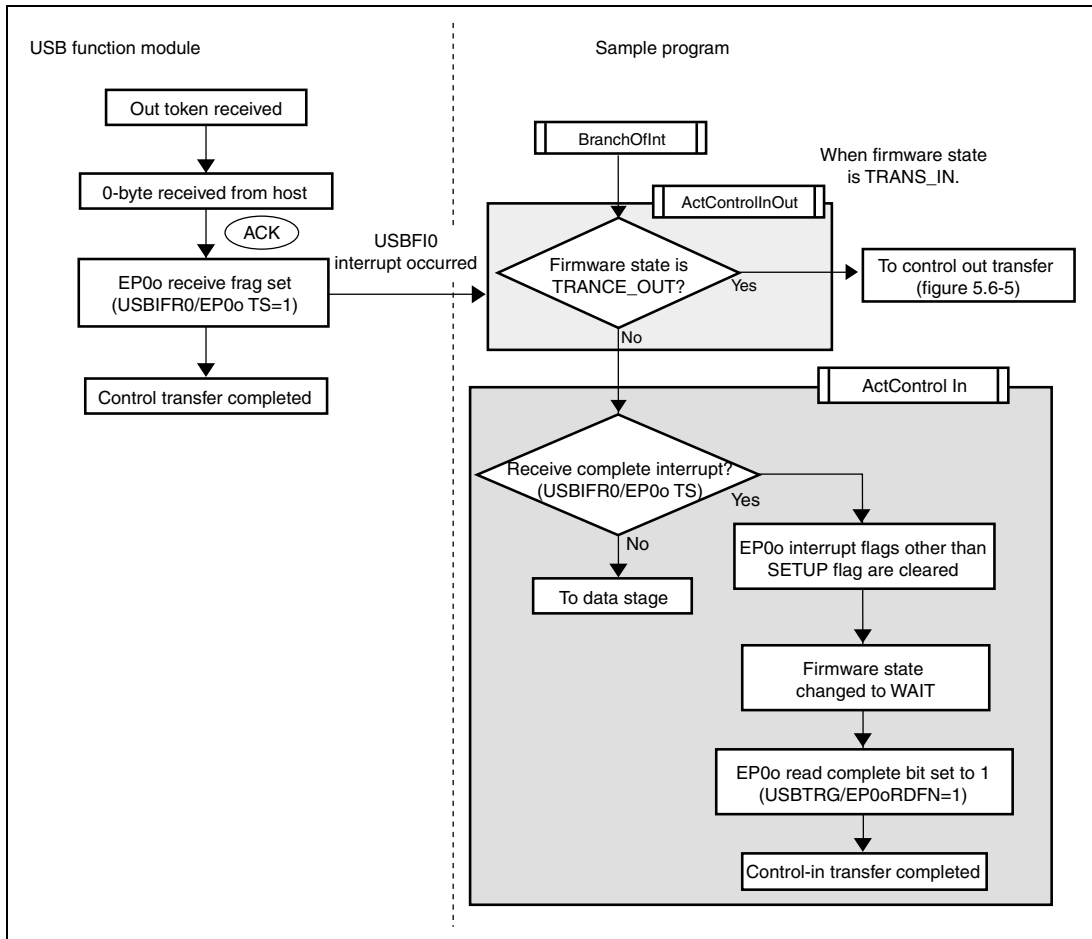 USB function module
Sample program
Out token received
0-byte received from host
ACK
EP0o receive frag set
(USBIFR0/EP0o TS=1)
Control transfer completed
USBFI0
interrupt occurred
BranchOfInt
When firmware state
is TRANS_IN.
ActControlInOut
Firmware state is
TRANCE_OUT?
Yes
To control out transfer
(figure 5.6-5)
No
ActControl In
Receive complete interrupt?
(USBIFR0/EP0o TS)
Yes
No
To data stage
EP0o interrupt flags other than
SETUP flag are cleared
Firmware state
changed to WAIT
EP0o read complete bit set to 1
(USBTRG/EP0oRDFN=1)
Control-in transfer completed